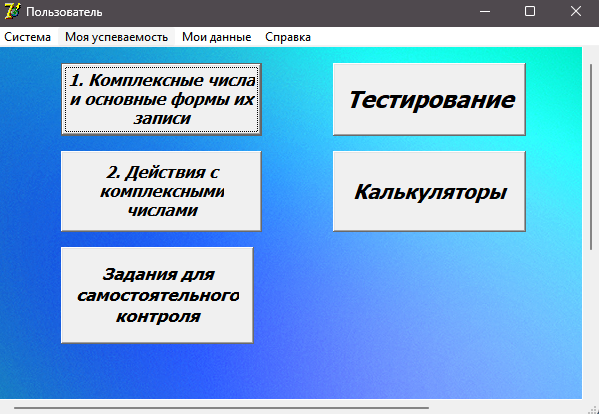 Пользователь
Система Моя успеваемость Мои данные Справка
1. Комплексные числа
и основные формы их
записи
Тестирование
2. Действия с
комплексными
числами
Калькуляторы
Задания для
самостоятельного
контроля